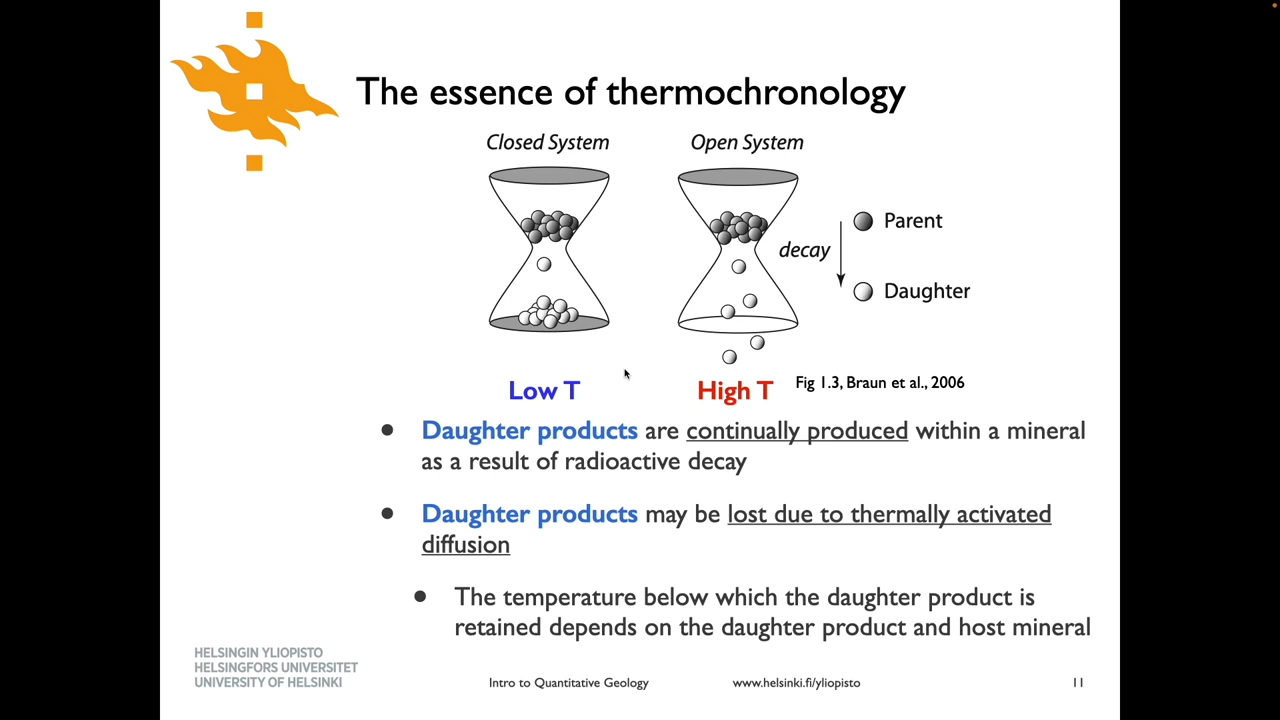 The essence of thermochronology
Closed System
Open System
Parent
decay
Daughter
Low T
High T
Fig 1.3, Braun et al., 2006
• Daughter products are continually produced within a mineral
as a result of radioactive decay
• Daughter products may be lost due to thermally activated
diffusion
• The temperature below which the daughter product is
retained depends on the daughter product and host mineral
HELSINGIN YLIOPISTO
HELSINGFORS UNIVERSITET
UNIVERSITY OF HELSINKI
Intro to Quantitative Geology
www.helsinki.fi/yliopisto
11